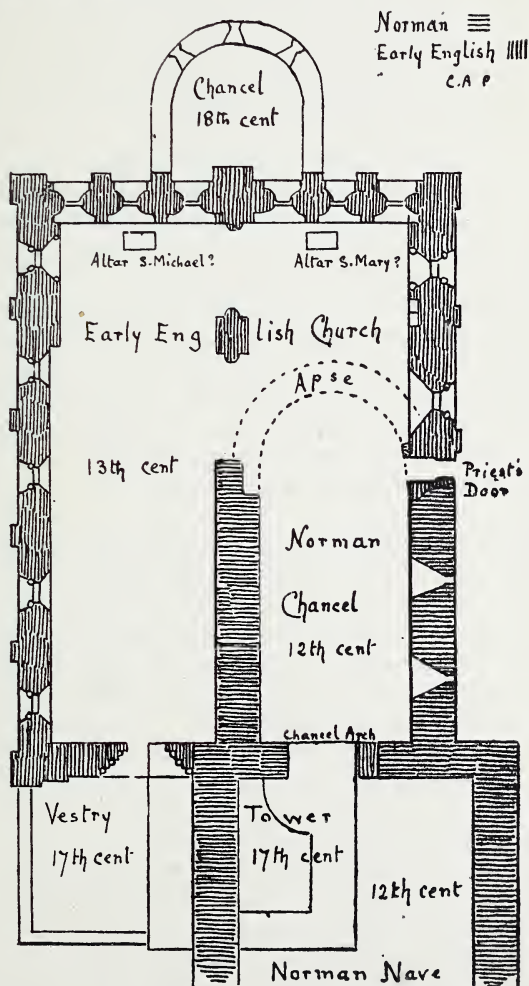 Norman
Early English
C.A P
Chancel
18th cent
Altar S. Michael?
Altar S. Mary?
Early English Church
Apse
13th cent
Priest's
Door
Norman
Chancel
12th cent
Chancel Arch
Vestry
17th cent
Tower
17th cent
12th cent
Norman Nave